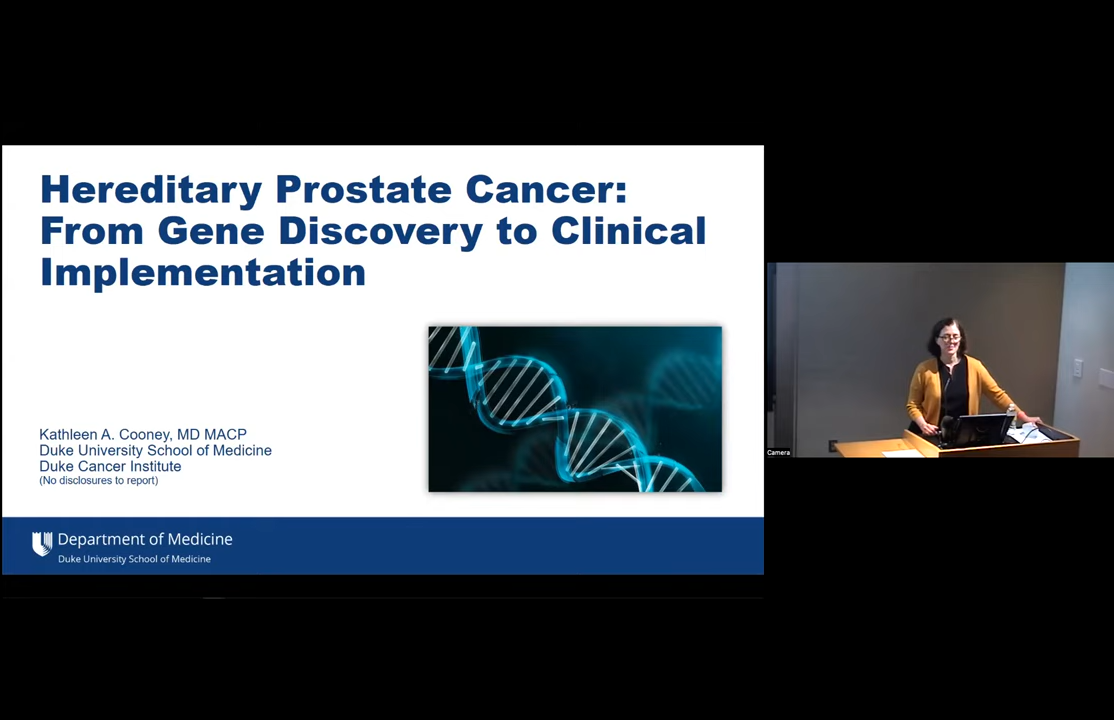 Hereditary Prostate Cancer:
From Gene Discovery to Clinical
Implementation
Kathleen A. Cooney, MD MACP
Duke University School of Medicine
Duke Cancer Institute
(No disclosures to report)
Department of Medicine
Duke University School of Medicine
Camera